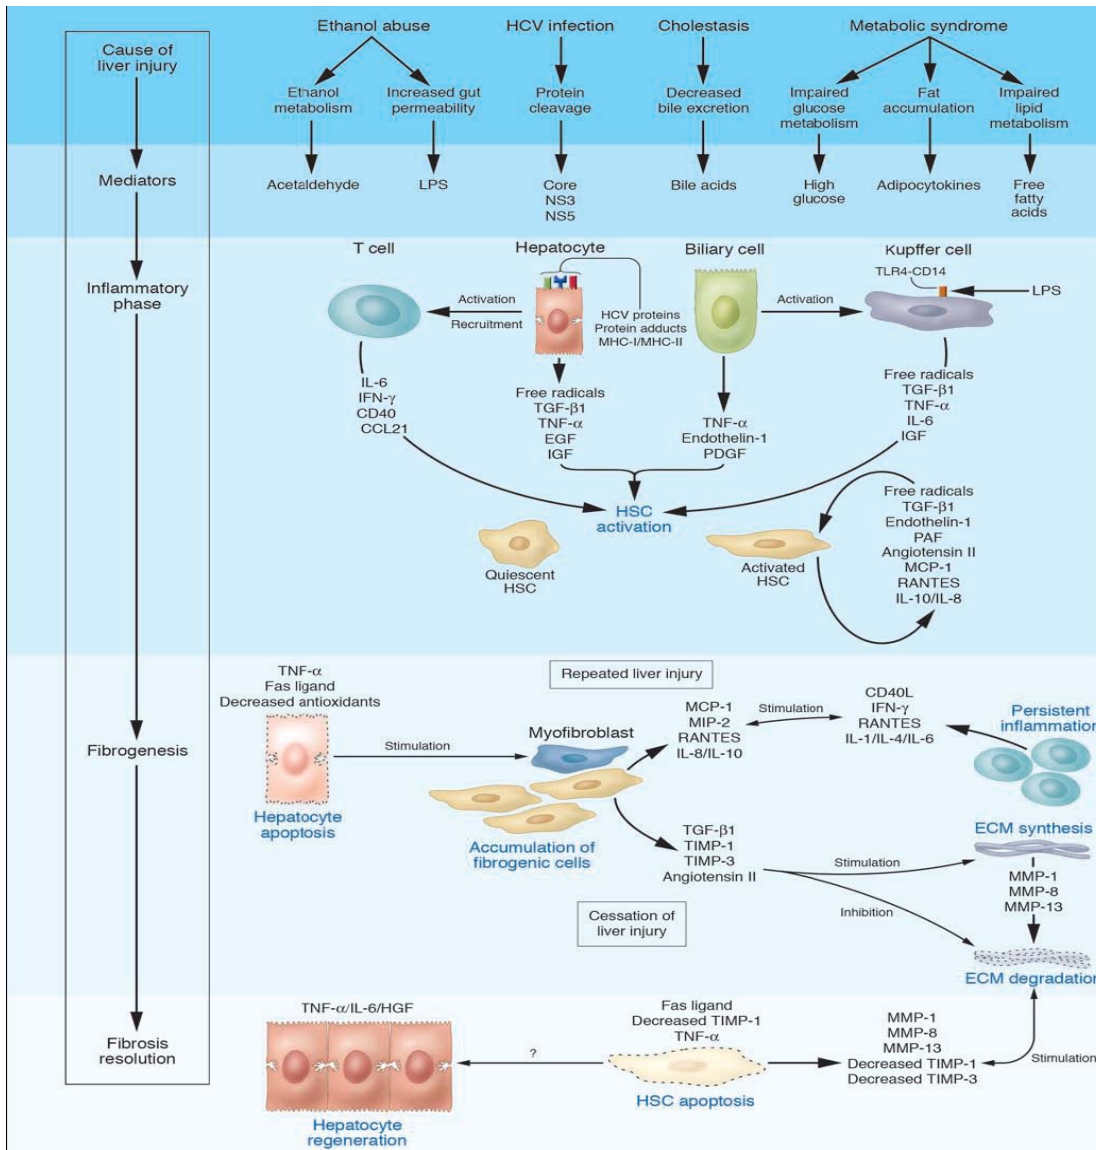 Cause of
liver injury
Ethanol abuse
HCV infection
Cholestasis
Metabolic syndrome
Ethanol
metabolism
Increased gut
permeability
Protein
cleavage
Decreased
bile excretion
Impaired
glucose
metabolism
Fat
accumulation
Impaired
lipid
metabolism
Mediators
Acetaldehyde
LPS
Core
NS3
NS5
Bile acids
High
glucose
Adipocytokines
Free
fatty
acids
Inflammatory
phase
T cell
Hepatocyte
Biliary cell
Kupffer cell
TLR4-CD14
LPS
Activation
Recruitment
HCV proteins
Protein adducts
MHC-I/MHC-II
Activation
IL-6
IFN-γ
CD40
CCL21
Free radicals
TGF-β1
TNF-α
EGF
IGF
TNF-α
Endothelin-1
PDGF
Free radicals
TGF-β1
TNF-α
IL-6
IGF
HSC
activation
Quiescent
HSC
Activated
HSC
Free radicals
TGF-β1
Endothelin-1
PAF
Angiotensin II
MCP-1
RANTES
IL-10/IL-8
Fibrogenesis
Repeated liver injury
TNF-α
Fas ligand
Decreased antioxidants
Hepatocyte
apoptosis
Stimulation
Myofibroblast
Accumulation of
fibrogenic cells
MCP-1
MIP-2
RANTES
IL-8/IL-10
Stimulation
CD40L
IFN-γ
RANTES
IL-1/IL-4/IL-6
Persistent
inflammation
TGF-β1
TIMP-1
TIMP-3
Angiotensin II
Stimulation
Inhibition
ECM synthesis
MMP-1
MMP-8
MMP-13
ECM degradation
Cessation of
liver injury
Fibrosis
resolution
TNF-α/IL-6/HGF
Hepatocyte
regeneration
?
Fas ligand
Decreased TIMP-1
TNF-α
HSC apoptosis
MMP-1
MMP-8
MMP-13
Decreased TIMP-1
Decreased TIMP-3
Stimulation